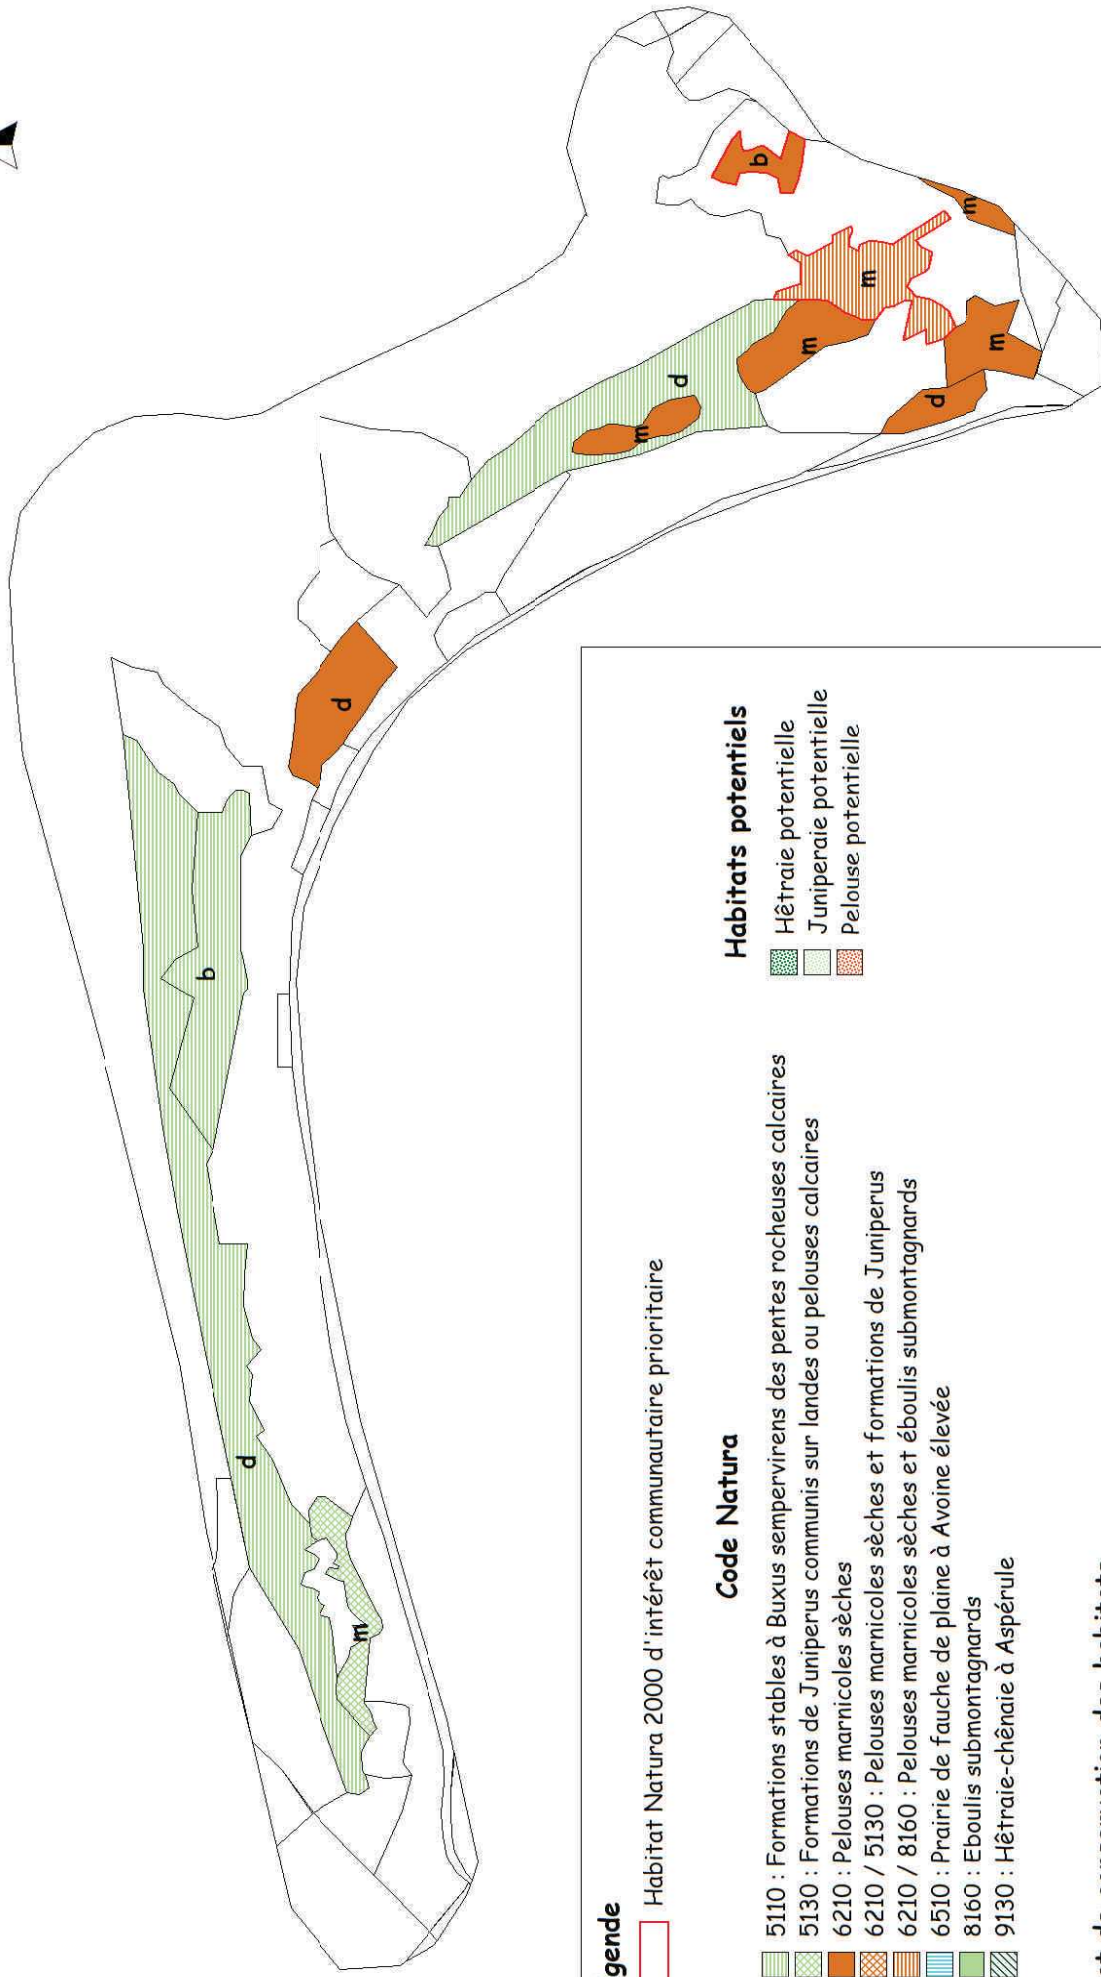 b
m
m
m
m
d
d
m
d
b
d
m
gende
Habitat Natura 2000 d'intérêt communautaire prioritaire
Code Natura
5110 : Formations stables à Buxus sempervirens des pentes rocheuses calcaires
5130 : Formations de Juniperus communis sur landes ou pelouses calcaires
6210 : Pelouses marnicoles sèches
6210 / 5130 : Pelouses marnicoles sèches et formations de Juniperus
6210 / 8160 : Pelouses marnicoles sèches et éboulis submontagnards
6510 : Prairie de fauche de plaine à Avoine élevée
8160 : Eboulis submontagnards
9130 : Hêtraie-chênaie à Aspérule
Habitats potentiels
Hêtraie potentielle
Juniperaie potentielle
Pelouse potentielle